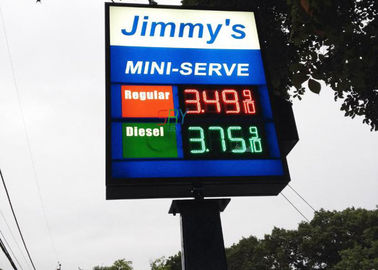 Jimmy's
MINI-SERVE
Regular 3.49 9/10
Diesel 3.75 9/10